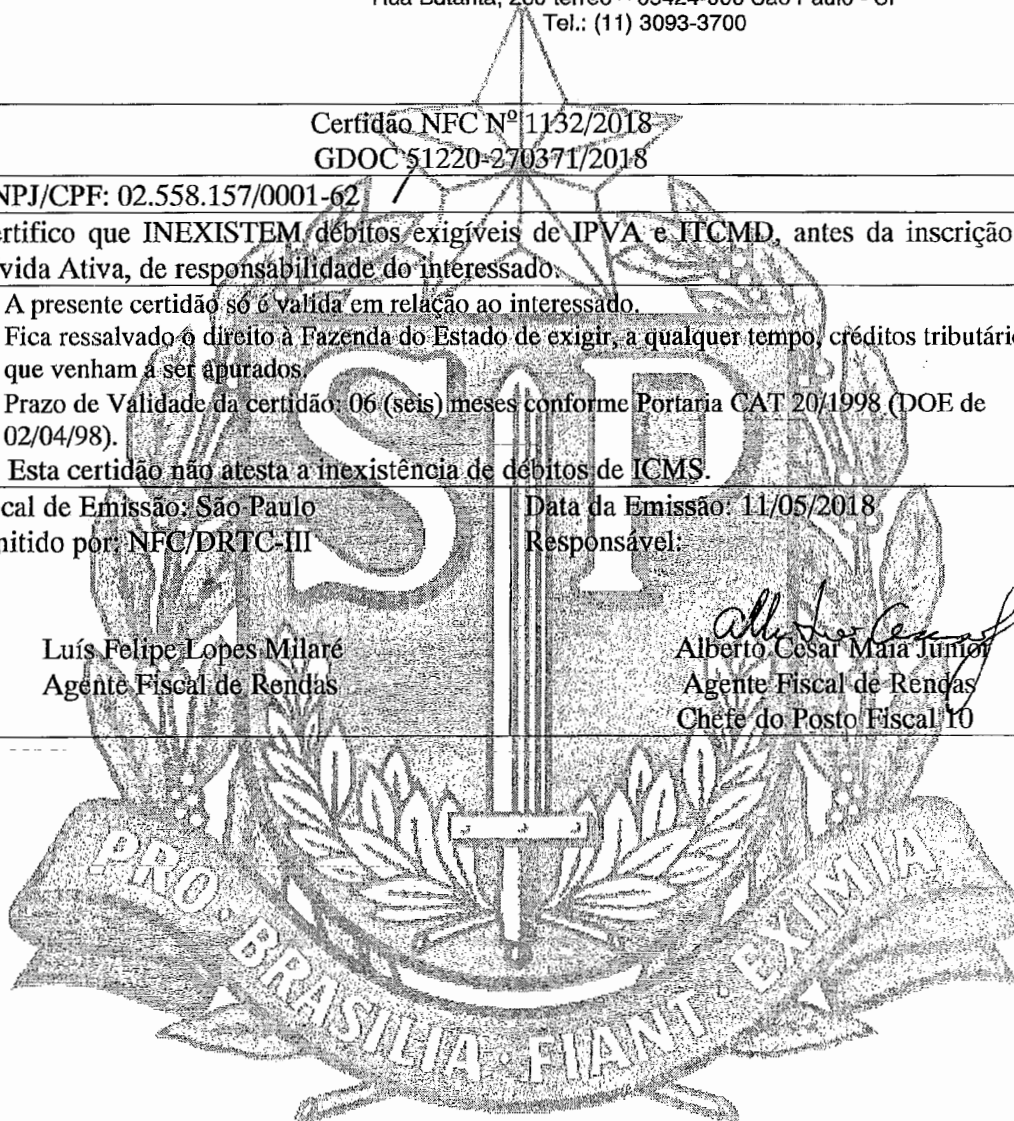 Tel.: (11) 3093-3700
Certidão NFC Nº 1132/2018
GDOC 51220-270371/2018
NPJ/CPF: 02.558.157/0001-62
ertifico que INEXISTEM débitos exigíveis de IPVA e ITCMD, antes da inscrição
vida Ativa, de responsabilidade do interessado.
A presente certidão só é valida em relação ao interessado.
Fica ressalvado o direito à Fazenda do Estado de exigir, a qualquer tempo, créditos tributári
que venham a ser apurados.
Prazo de Validade da certidão: 06 (seis) meses conforme Portaria CAT 20/1998 (DOE de
02/04/98).
Esta certidão não atesta a inexistência de débitos de ICMS.
cal de Emissão: São Paulo Data da Emissão: 11/05/2018
nitido por: NFC/DRTC-III Responsável:
Luís Felipe Lopes Milaré Alberto Cesar Maia Junior
Agente Fiscal de Rendas Agente Fiscal de Rendas
Chefe do Posto Fiscal 10
SP
PRO · BRASILIA · FIANT · EXIMIA